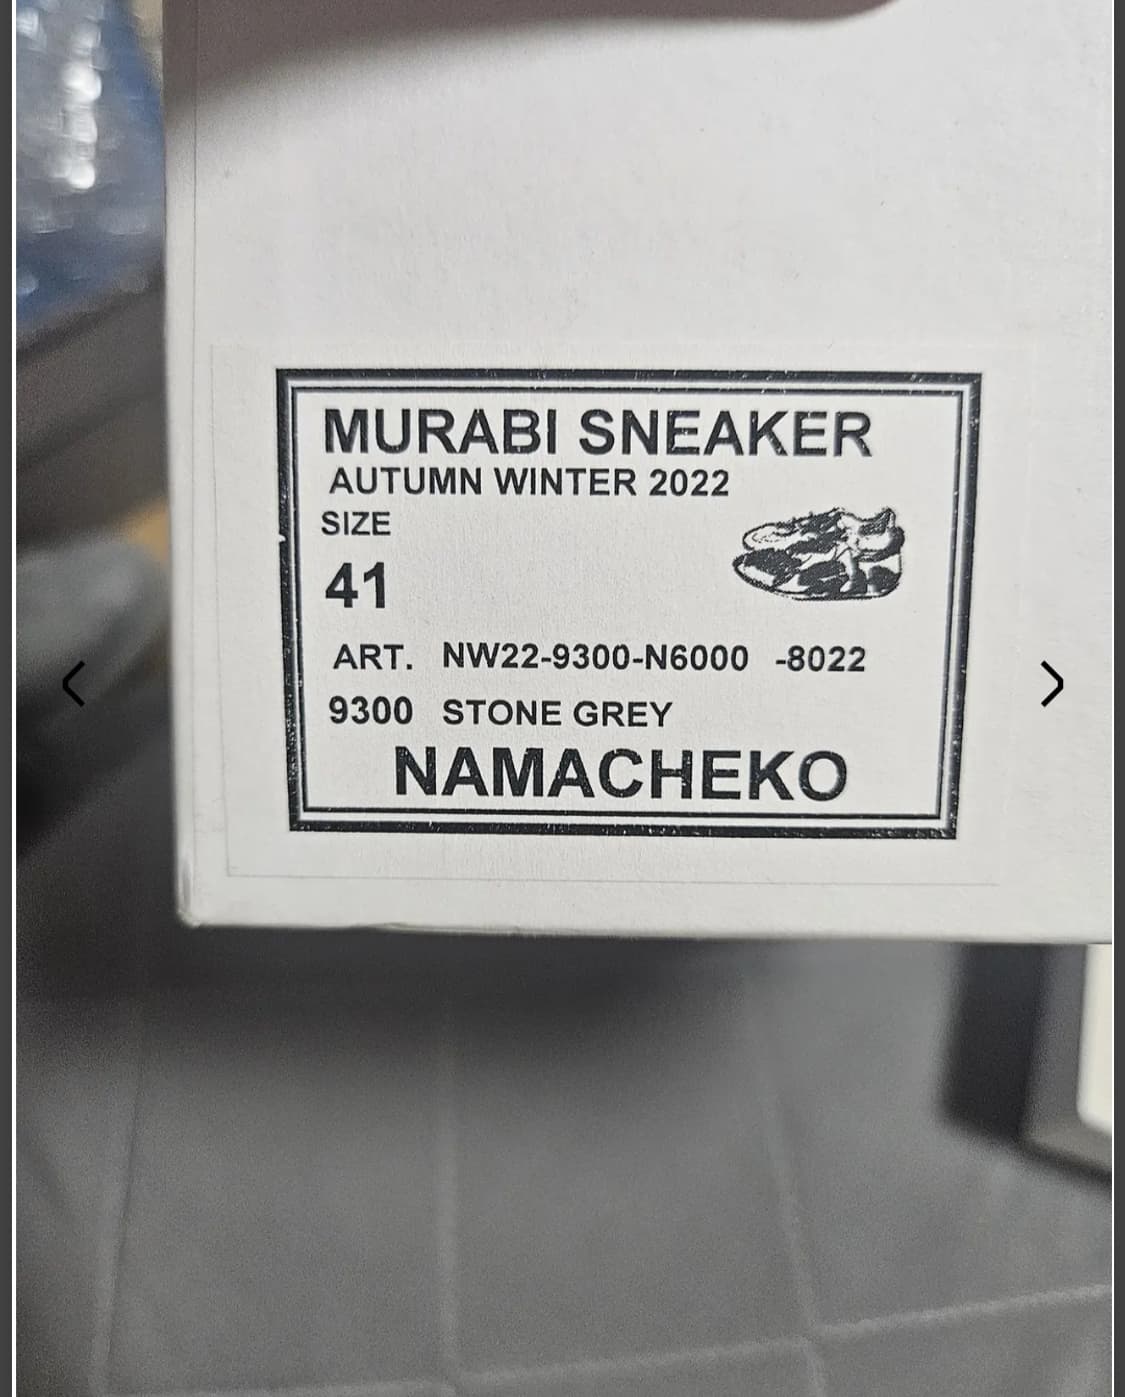 MURABI SNEAKER
AUTUMN WINTER 2022
SIZE
41
ART. NW22-9300-N6000 -8022
9300 STONE GREY
NAMACHEKO